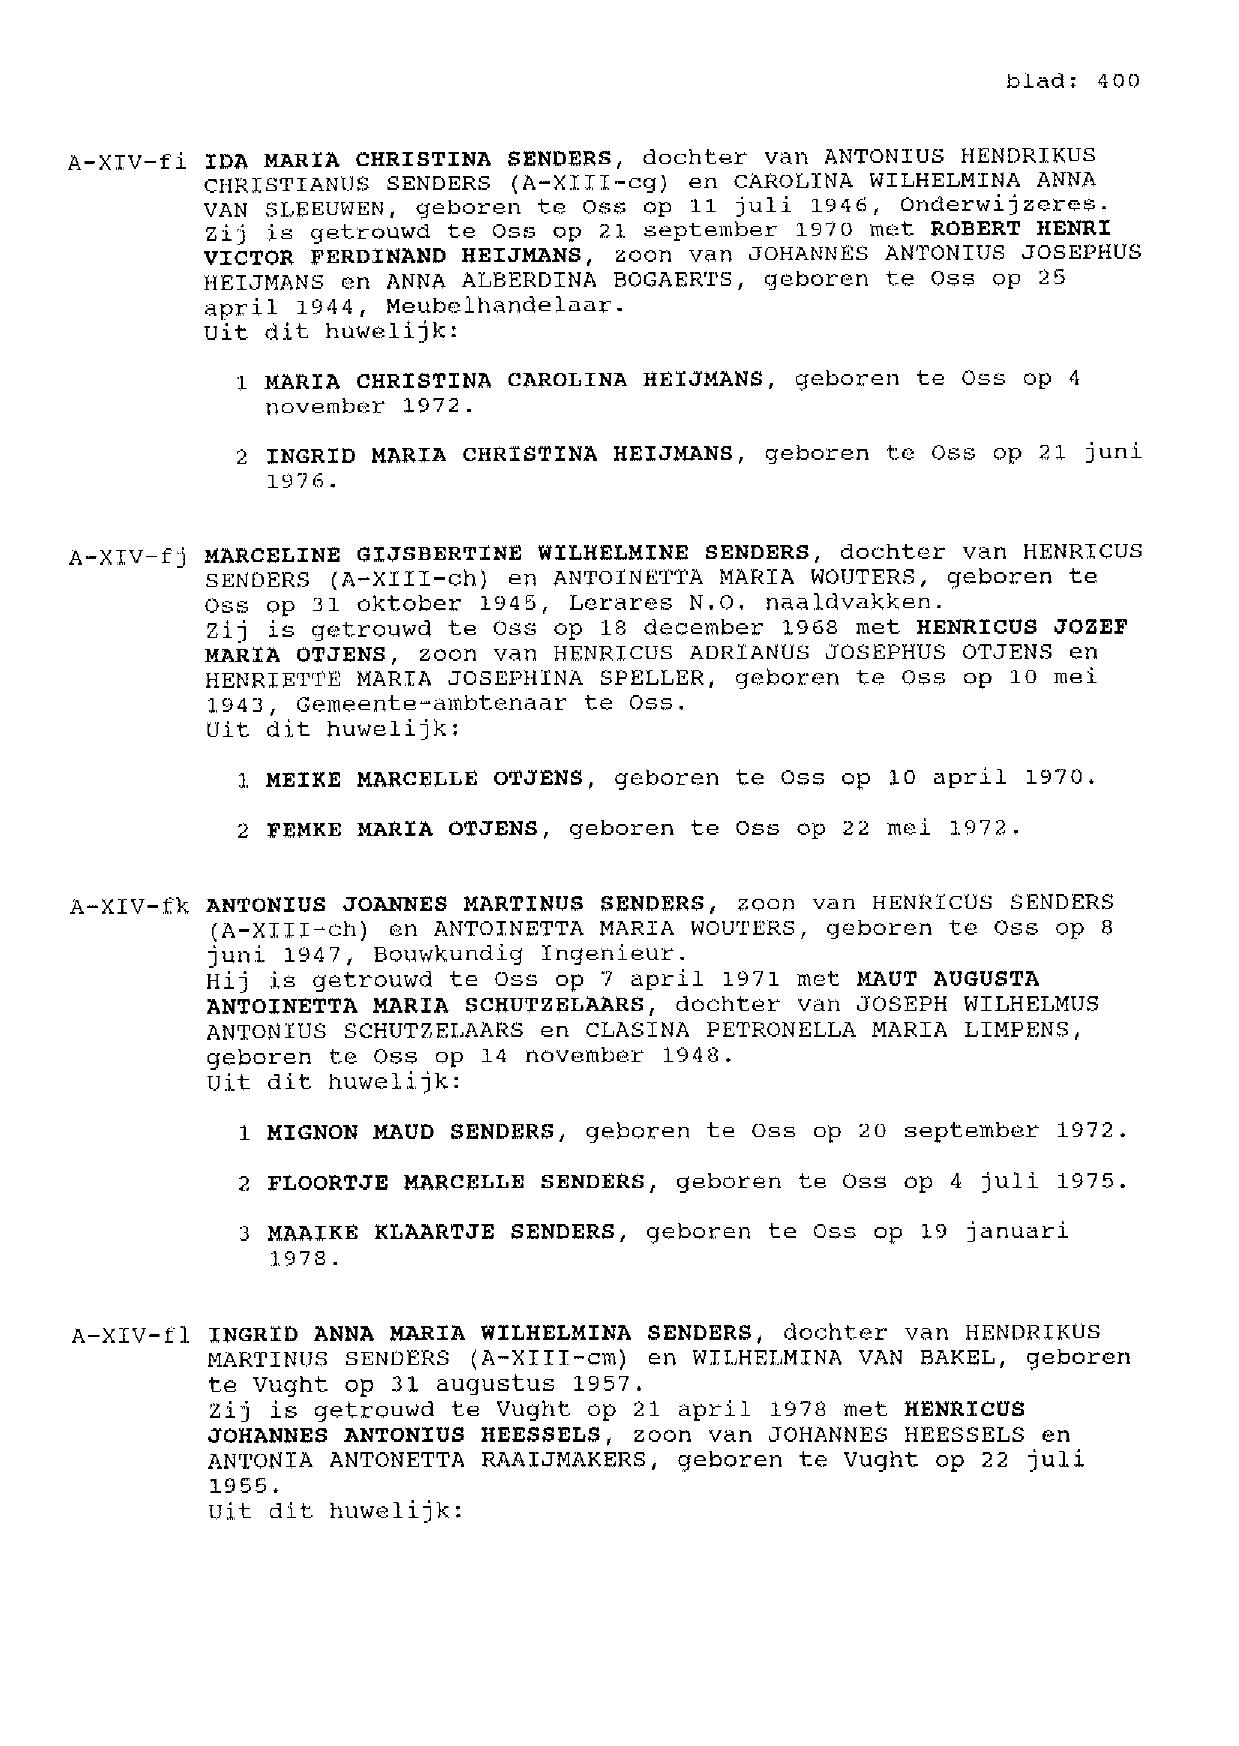 blad: 400
A-XIV-fi IDA MARIA CHRISTINA SENDERS, dochter van ANTONIUS HENDRIKUS
CHRISTIANUS SENDERS (A-XIII-cg) en CAROLINA WILHELMINA ANNA
VAN SLEEUWEN, geboren te Oss op 11 juli 1946, Onderwijzeres.
Zij is getrouwd te Oss op 21 september 1970 met ROBERT HENRI
VICTOR FERDINAND HEIJMANS, zoon van JOHANNES ANTONIUS JOSEPHUS
HEIJMANS en ANNA ALBERDINA BOGAERTS, geboren te Oss op 25
april 1944, Meubelhandelaar.
Uit dit huwelijk:
1 MARIA CHRISTINA CAROLINA HEIJMANS, geboren te Oss op 4
november 1972.
2 INGRID MARIA CHRISTINA HEIJMANS, geboren te Oss op 21 juni
1976.
A-XIV-fj MARCELINE GIJSBERTINE WILHELMINE SENDERS, dochter van HENRICUS
SENDERS (A-XIII-ch) en ANTOINETTA MARIA WOUTERS, geboren te
Oss op 31 oktober 1945, Lerares N.O. naaldvakken.
Zij is getrouwd te Oss op 18 december 1968 met HENRICUS JOZEF
MARIA OTJENS, zoon van HENRICUS ADRIANUS JOSEPHUS OTJENS en
HENRIETTE MARIA JOSEPHINA SPELLER, geboren te Oss op 10 mei
1943, Gemeente-ambtenaar te Oss.
Uit dit huwelijk:
1 MEIKE MARCELLE OTJENS, geboren te Oss op 10 april 1970.
2 FEMKE MARIA OTJENS, geboren te Oss op 22 mei 1972.
A-XIV-fk ANTONIUS JOANNES MARTINUS SENDERS, zoon van HENRICUS SENDERS
(A-XIII-ch) en ANTOINETTA MARIA WOUTERS, geboren te Oss op 8
juni 1947, Bouwkundig Ingenieur.
Hij is getrouwd te Oss op 7 april 1971 met MAUT AUGUSTA
ANTOINETTA MARIA SCHUTZELAARS, dochter van JOSEPH WILHELMUS
ANTONIUS SCHUTZELAARS en CLASINA PETRONELLA MARIA LIMPENS,
geboren te Oss op 14 november 1948.
Uit dit huwelijk:
1 MIGNON MAUD SENDERS, geboren te Oss op 20 september 1972.
2 FLOORTJE MARCELLE SENDERS, geboren te Oss op 4 juli 1975.
3 MAAIKE KLAARTJE SENDERS, geboren te Oss op 19 januari
1978.
A-XIV-fl INGRID ANNA MARIA WILHELMINA SENDERS, dochter van HENDRIKUS
MARTINUS SENDERS (A-XIII-cm) en WILHELMINA VAN BAKEL, geboren
te Vught op 31 augustus 1957.
Zij is getrouwd te Vught op 21 april 1978 met HENRICUS
JOHANNES ANTONIUS HEESSELS, zoon van JOHANNES HEESSELS en
ANTONIA ANTONETTA RAAIJMAKERS, geboren te Vught op 22 juli
1955.
Uit dit huwelijk: